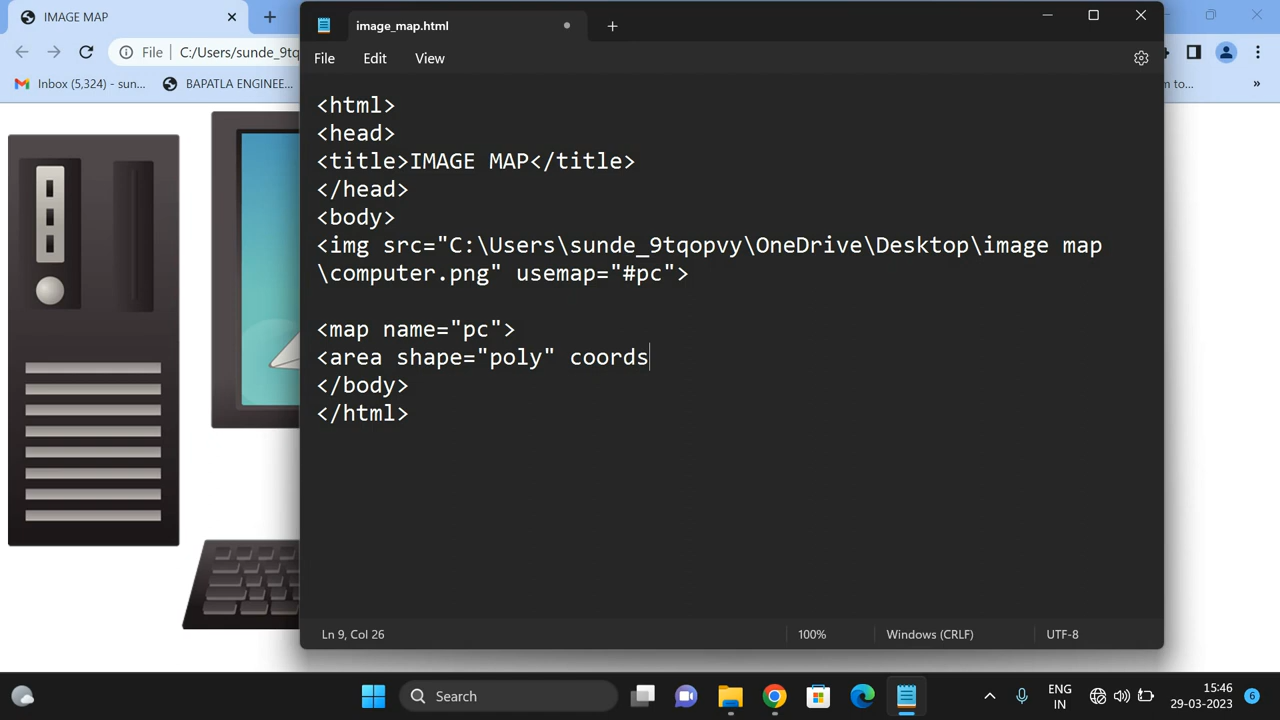 IMAGE MAP
image_map.html
File C:/Users/sunde_9tqo
File Edit View
Inbox (5,324) - sun...
BAPATLA ENGINEE...
m to...
»
<html>
<head>
<title>IMAGE MAP</title>
</head>
<body>
<img src="C:\Users\sunde_9tqopvy\OneDrive\Desktop\image map
\computer.png" usemap="#pc">
<map name="pc">
<area shape="poly" coords
</body>
</html>
Ln 9, Col 26
100%
Windows (CRLF)
UTF-8
Search
ENG
IN
15:46
29-03-2023
6